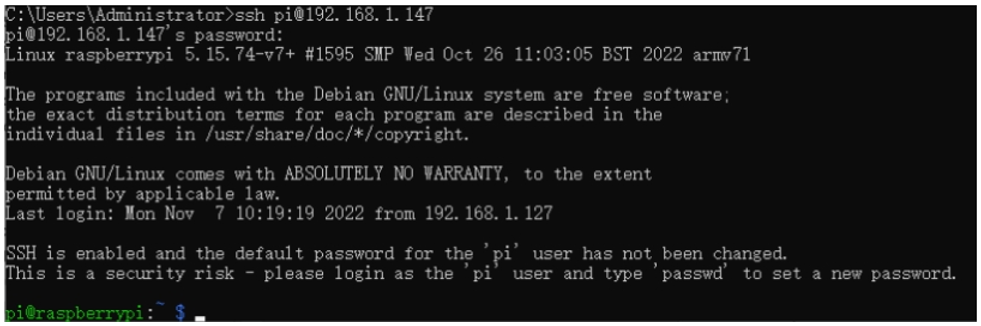 C:\Users\Administrator>ssh pi@192.168.1.147
pi@192.168.1.147's password:
Linux raspberrypi 5.15.74-v7+ #1595 SMP Wed Oct 26 11:03:05 BST 2022 armv7l
The programs included with the Debian GNU/Linux system are free software;
the exact distribution terms for each program are described in the
individual files in /usr/share/doc/*/copyright.
Debian GNU/Linux comes with ABSOLUTELY NO WARRANTY, to the extent
permitted by applicable law.
Last login: Mon Nov  7 10:19:19 2022 from 192.168.1.127
SSH is enabled and the default password for the 'pi' user has not been changed.
This is a security risk - please login as the 'pi' user and type 'passwd' to set a new password.
pi@raspberrypi:~ $